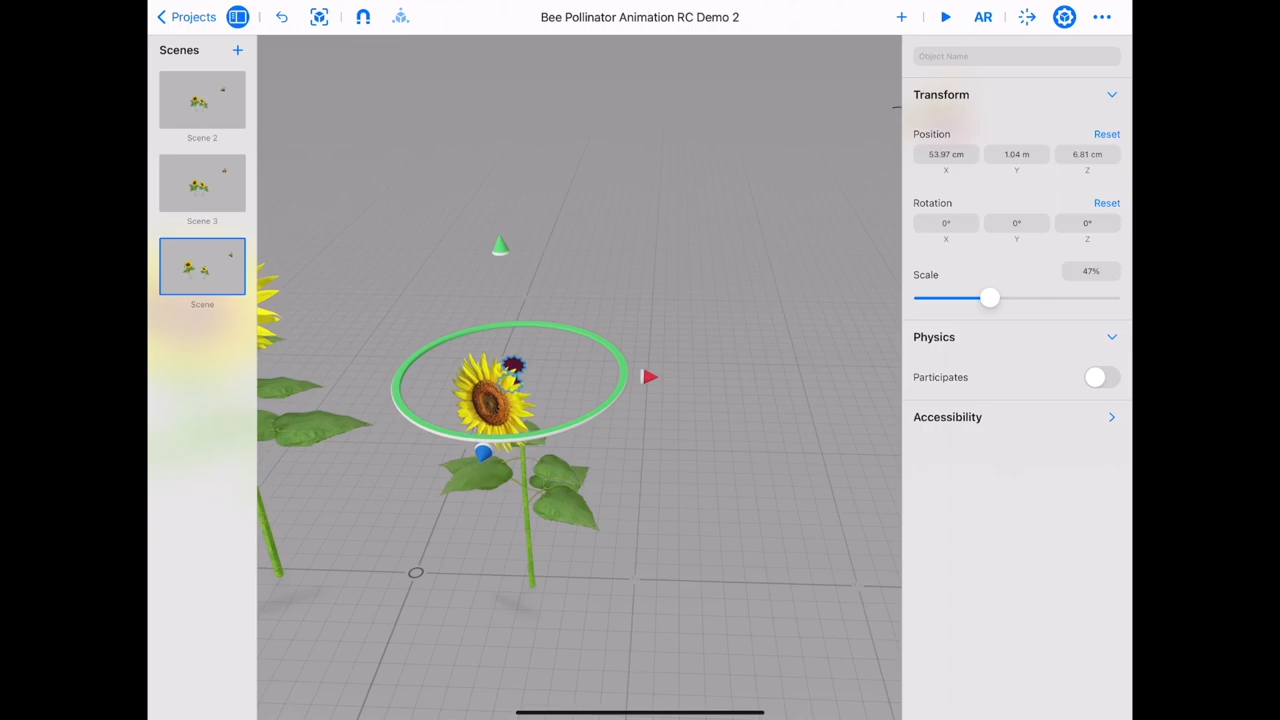 Projects
Bee Pollinator Animation RC Demo 2
AR
Scenes
Scene 2
Scene 3
Scene
Object Name
Transform
Position Reset
53.97 cm 1.04 m 6.81 cm
X Y Z
Rotation Reset
0° 0° 0°
X Y Z
Scale 47%
Physics
Participates
Accessibility